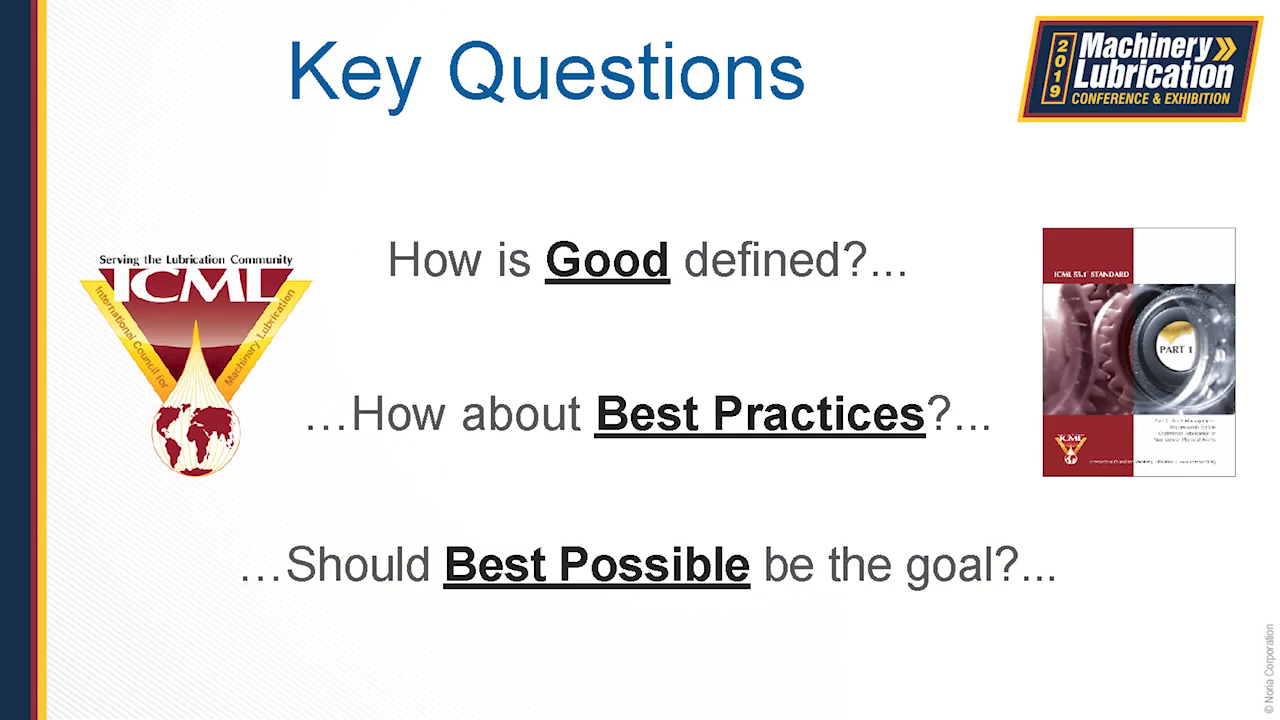 Key Questions
2019
Machinery
Lubrication
CONFERENCE & EXHIBITION
How is Good defined?...
…How about Best Practices?...
…Should Best Possible be the goal?...
Serving the Lubrication Community
ICML
International Council for
Machinery Lubrication
ICML 55.1 STANDARD
PART 1
ICML
© Noria Corporation